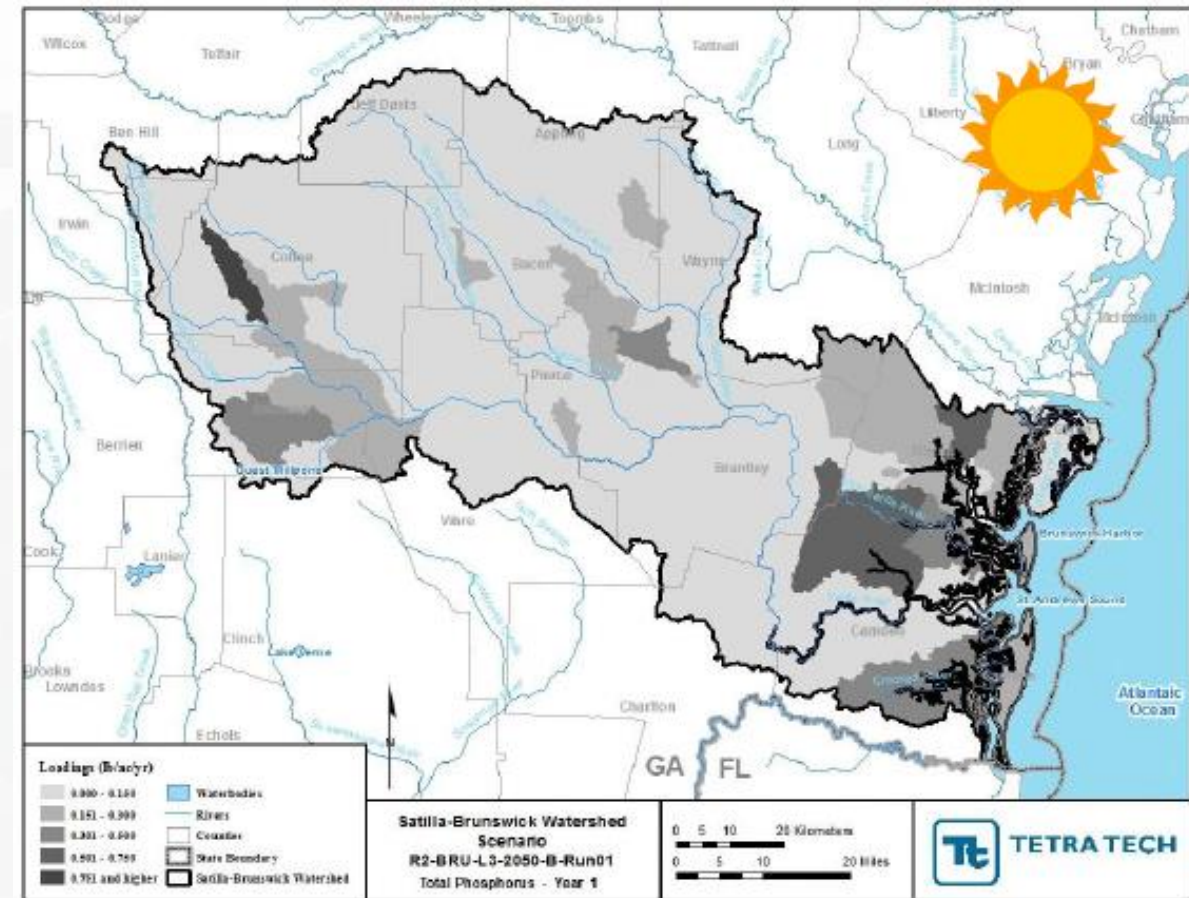 Dodge
Wheeler
Toombs
Wilcox
Telfair
Tattnall
Chatham
Bryan
Ben Hill
Jeff Davis
Appling
Liberty
Long
Irwin
Coffee
Bacon
Wayne
McIntosh
McIntosh
Pierce
Berrien
Brantley
Ware
Brunswick Harbor
Cook
Lanier
St Andrews Sound
Camden
Clinch
Brooks
Lowndes
Charlton
Atlantaic
Ocean
Echols
GA
FL
N
Loadings (lb/ac/yr)
0.000 - 0.150
Waterbodies
0.151 - 0.300
Rivers
0.301 - 0.500
Counties
0.501 - 0.750
State Boundary
0.751 and higher
Satilla-Brunswick Watershed
Satilla-Brunswick Watershed
Scenario
R2-BRU-L3-2050-B-Run01
Total Phosphorus - Year 1
0 5 10 20 Kilometers
0 5 10 20 Miles
Tt
TETRA TECH